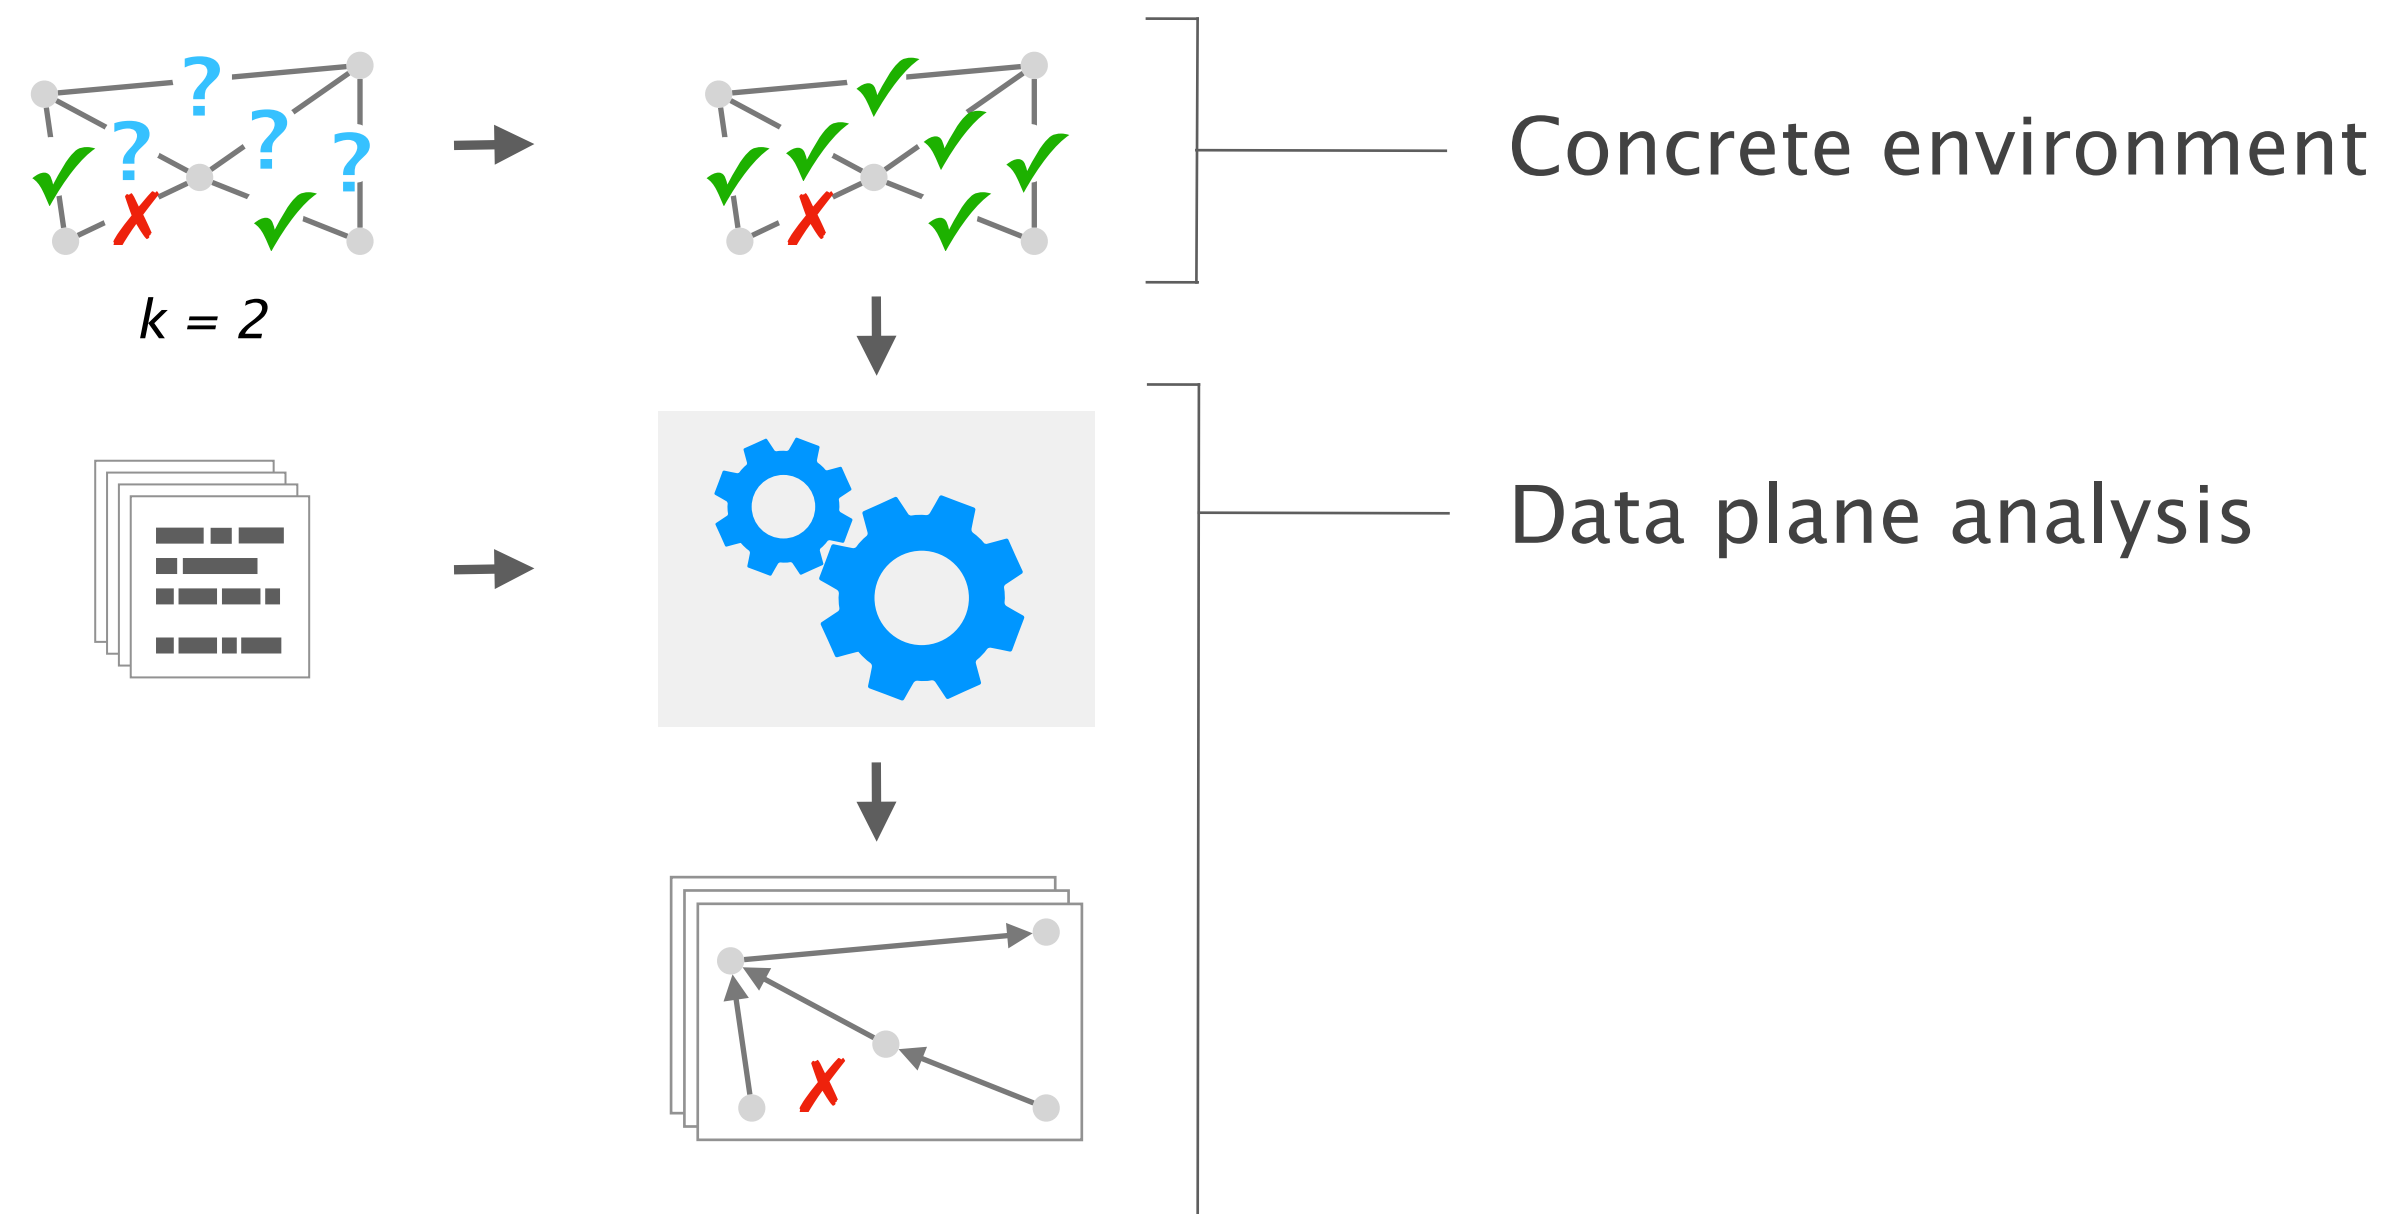 ? ? ? ?
Concrete environment
k = 2
Data plane analysis